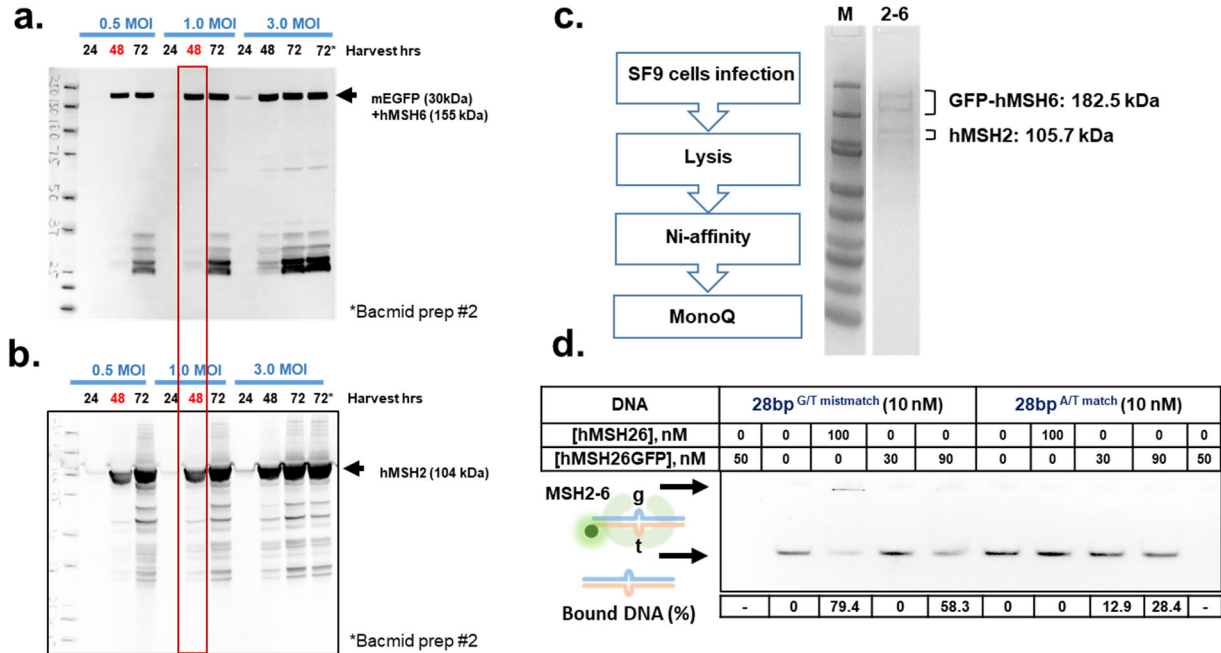 a.
0.5 MOI 1.0 MOI 3.0 MOI
24 48 72 24 48 72 24 48 72 72* Harvest hrs
mEGFP (30kDa)
+hMSH6 (155 kDa)
75
50
37
25
*Bacmid prep #2
b.
0.5 MOI 1.0 MOI 3.0 MOI
24 48 72 24 48 72 24 48 72 72* Harvest hrs
hMSH2 (104 kDa)
*Bacmid prep #2
c.
M 2-6
SF9 cells infection
Lysis
Ni-affinity
MonoQ
GFP-hMSH6: 182.5 kDa
hMSH2: 105.7 kDa
d.
DNA 28bp G/T mistmatch (10 nM) 28bp A/T match (10 nM)
[hMSH26], nM 0 0 100 0 0 0 100 0 0 0
[hMSH26GFP], nM 50 0 0 30 90 0 0 30 90 50
MSH2-6 g
t
Bound DNA (%) - 0 79.4 0 58.3 0 0 12.9 28.4 -